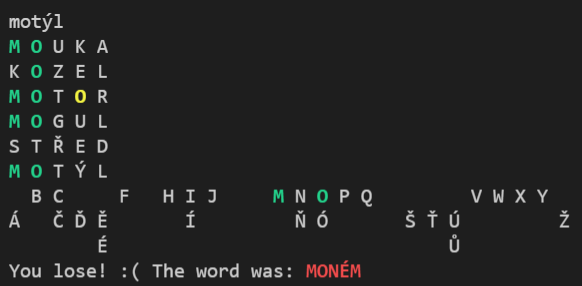 motýl
M O U K A
K O Z E L
M O T O R
M O G U L
S T Ř E D
M O T Ý L
B C F H I J M N O P Q V W X Y
Á Č Ď Ě Í Ň Ó Š Ť Ú Ž
É Ů
You lose! :( The word was: MONÉM